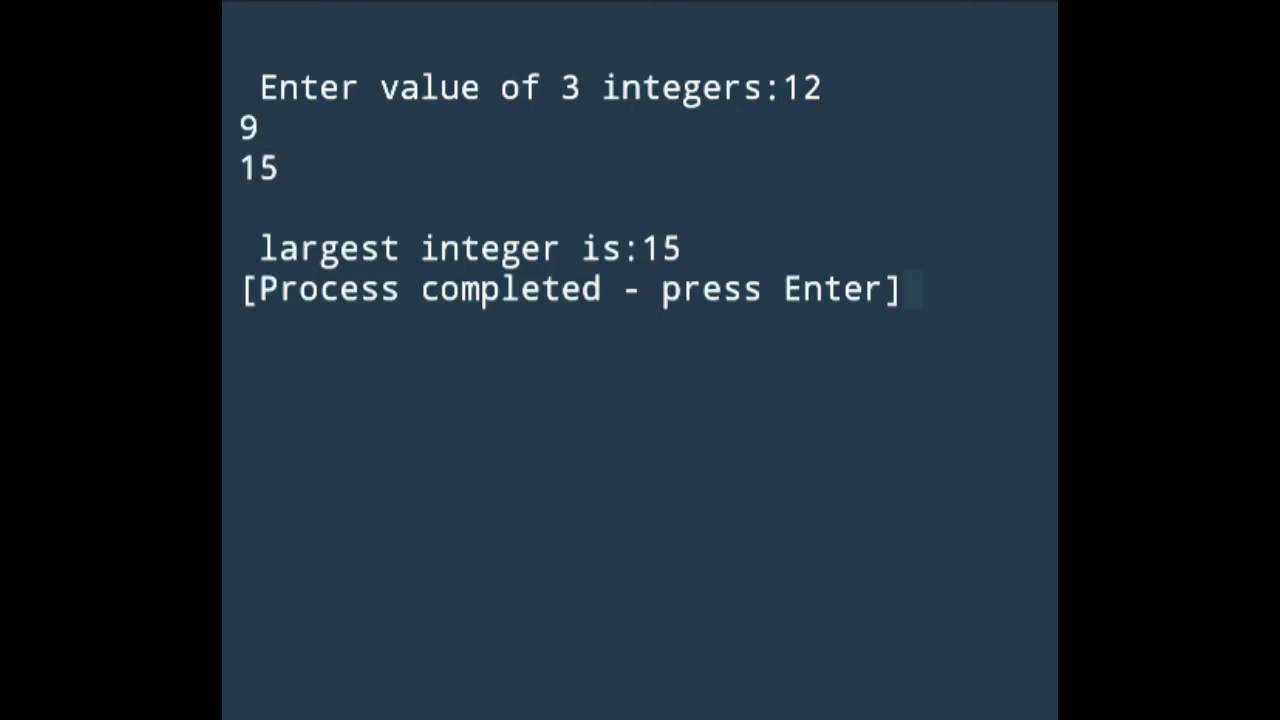 Enter value of 3 integers:12
9
15
largest integer is:15
[Process completed - press Enter]